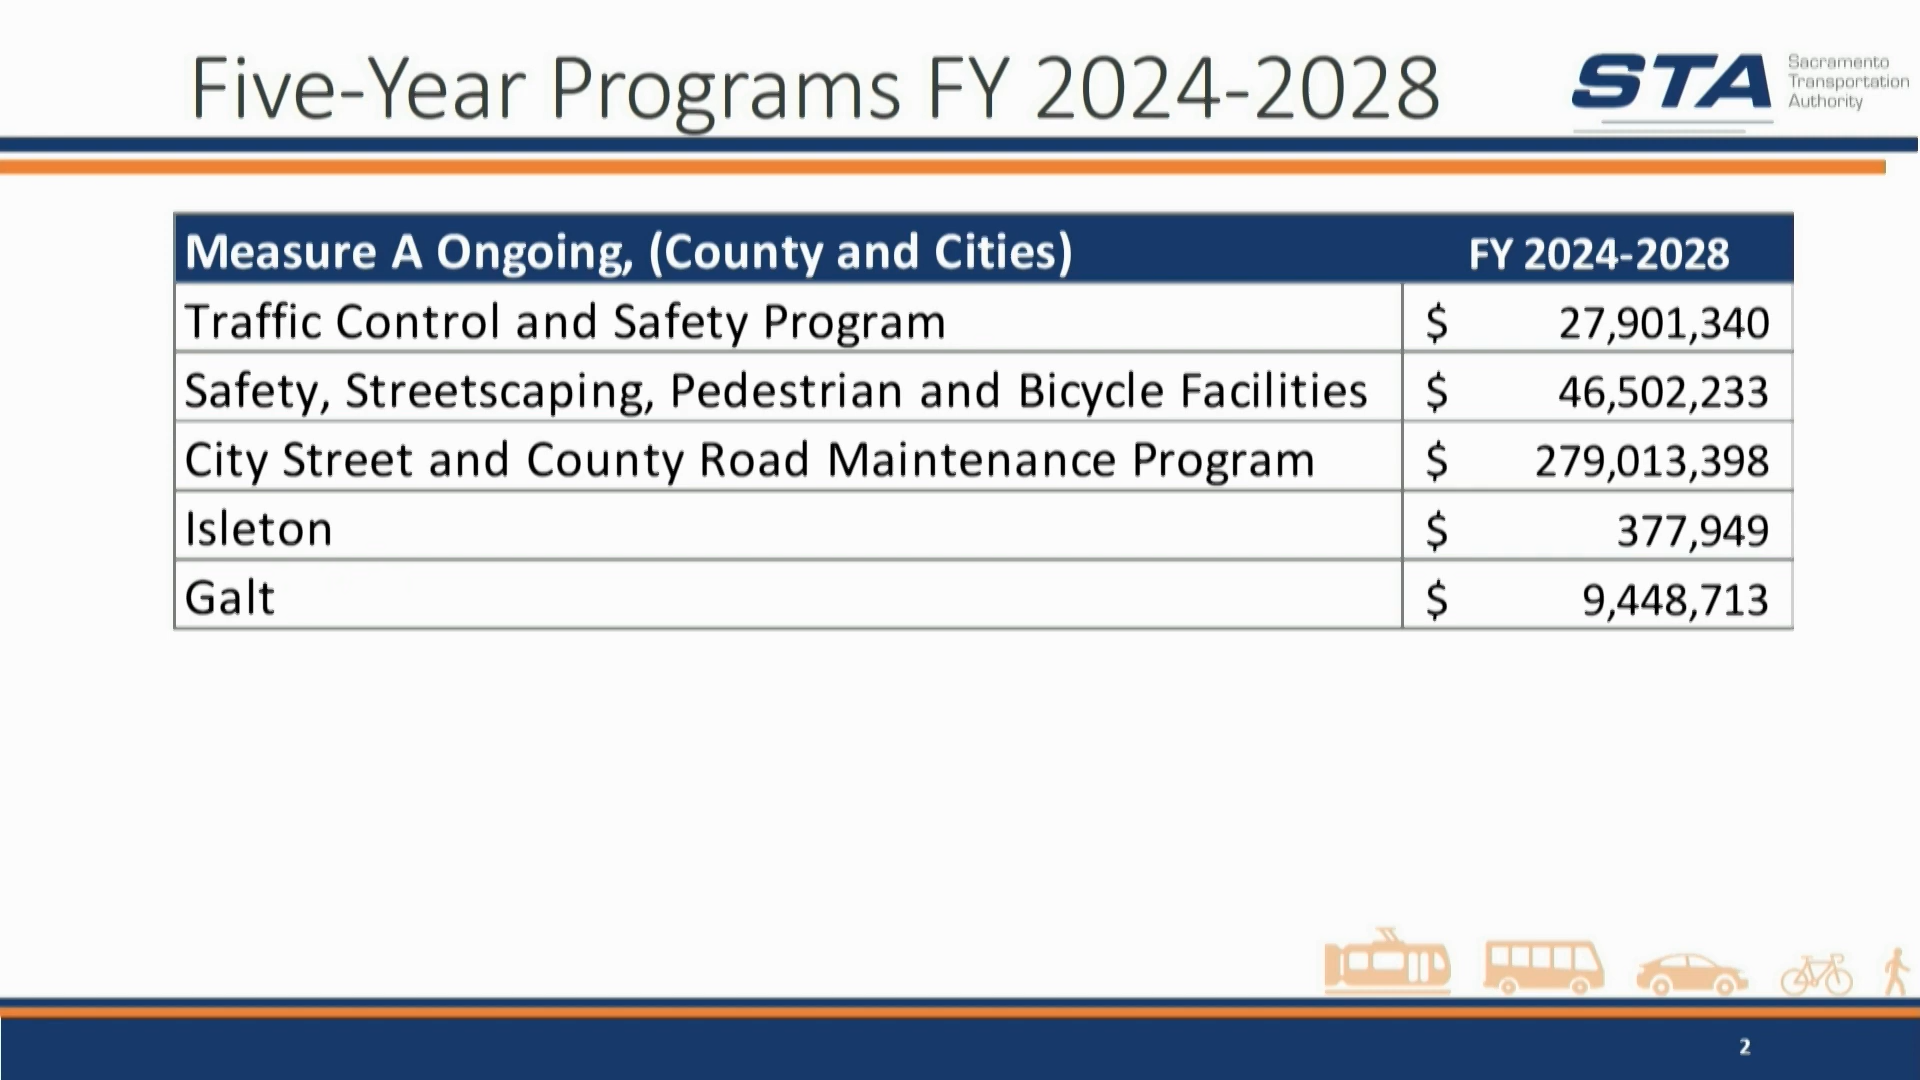 Five-Year Programs FY 2024-2028
STA
Sacramento
Transportation
Authority
Measure A Ongoing, (County and Cities) FY 2024-2028
Traffic Control and Safety Program $ 27,901,340
Safety, Streetscaping, Pedestrian and Bicycle Facilities $ 46,502,233
City Street and County Road Maintenance Program $ 279,013,398
Isleton $ 377,949
Galt $ 9,448,713
2